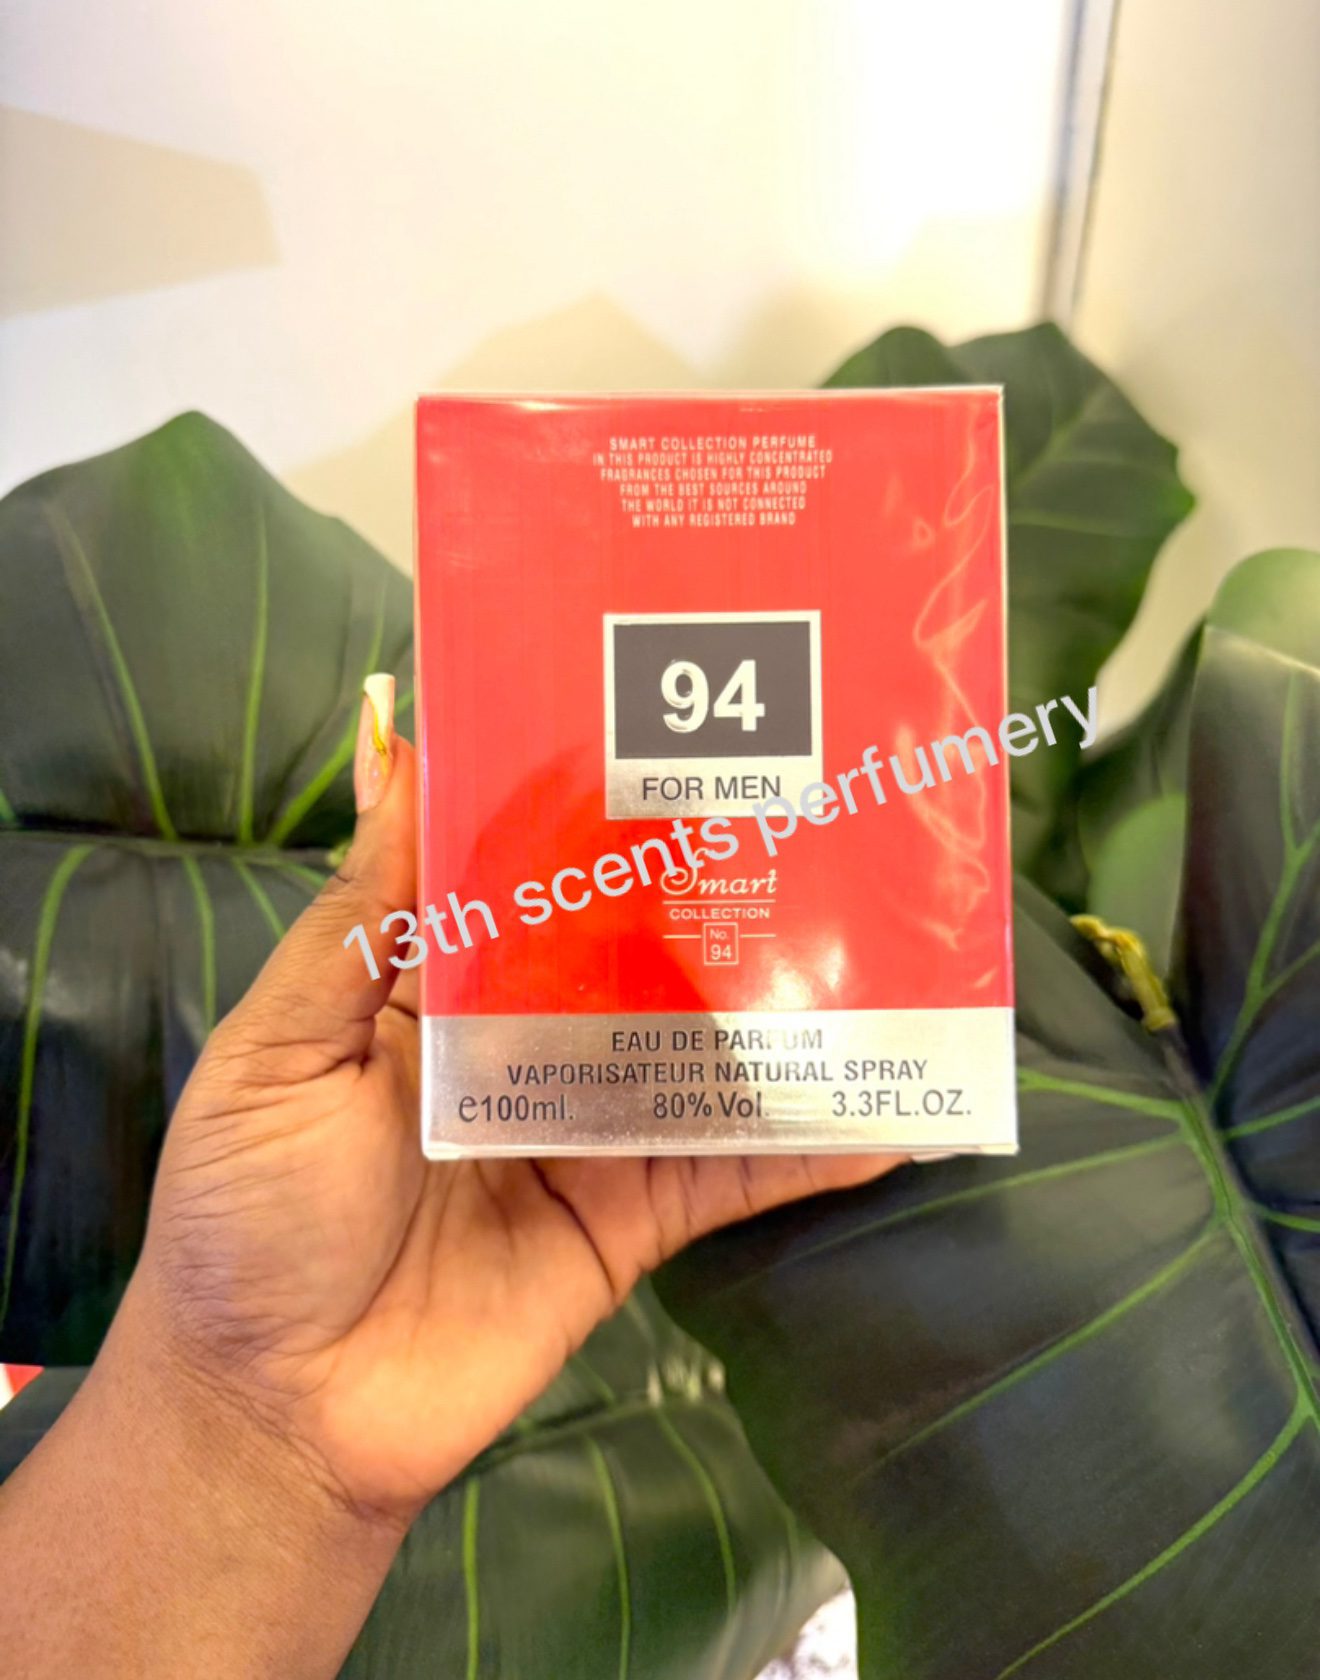 SMART COLLECTION PERFUME
IN THIS PRODUCT IS HIGHLY CONCENTRATED
FRAGRANCES CHOSEN FOR THIS PRODUCT
FROM THE BEST SOURCES AROUND
THE WORLD IT IS NOT CONNECTED
WITH ANY REGISTERED BRAND
94
FOR MEN
13th scents perfumery
Smart
COLLECTION
No.
94
EAU DE PARFUM
VAPORISATEUR NATURAL SPRAY
e100ml. 80% Vol. 3.3FL.OZ.